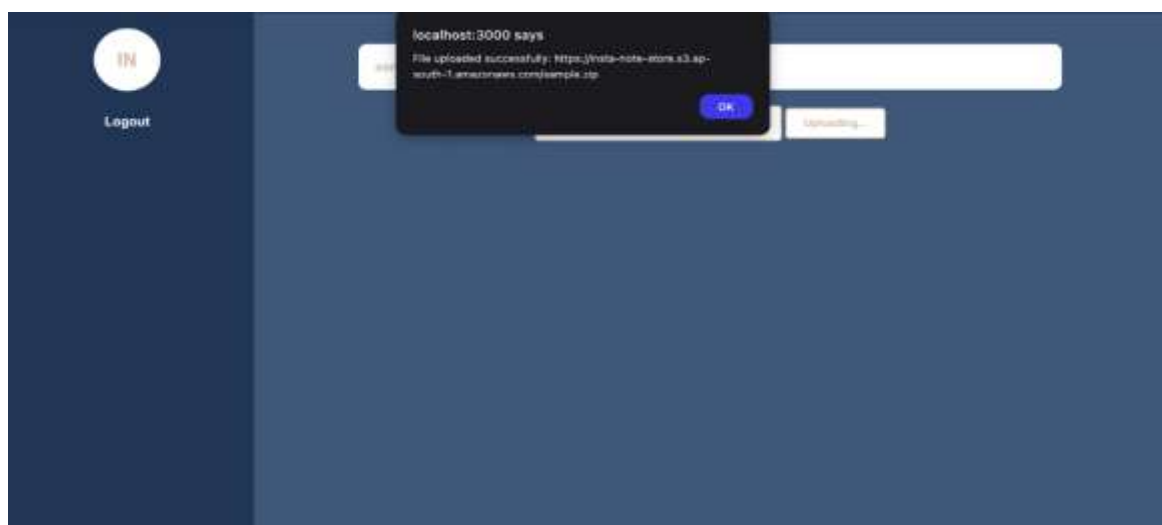 IN
Logout
localhost:3000 says
File uploaded successfully: https://insta-note-store.s3.ap-
south-1.amazonaws.com/sample.zip
OK
Uploading...